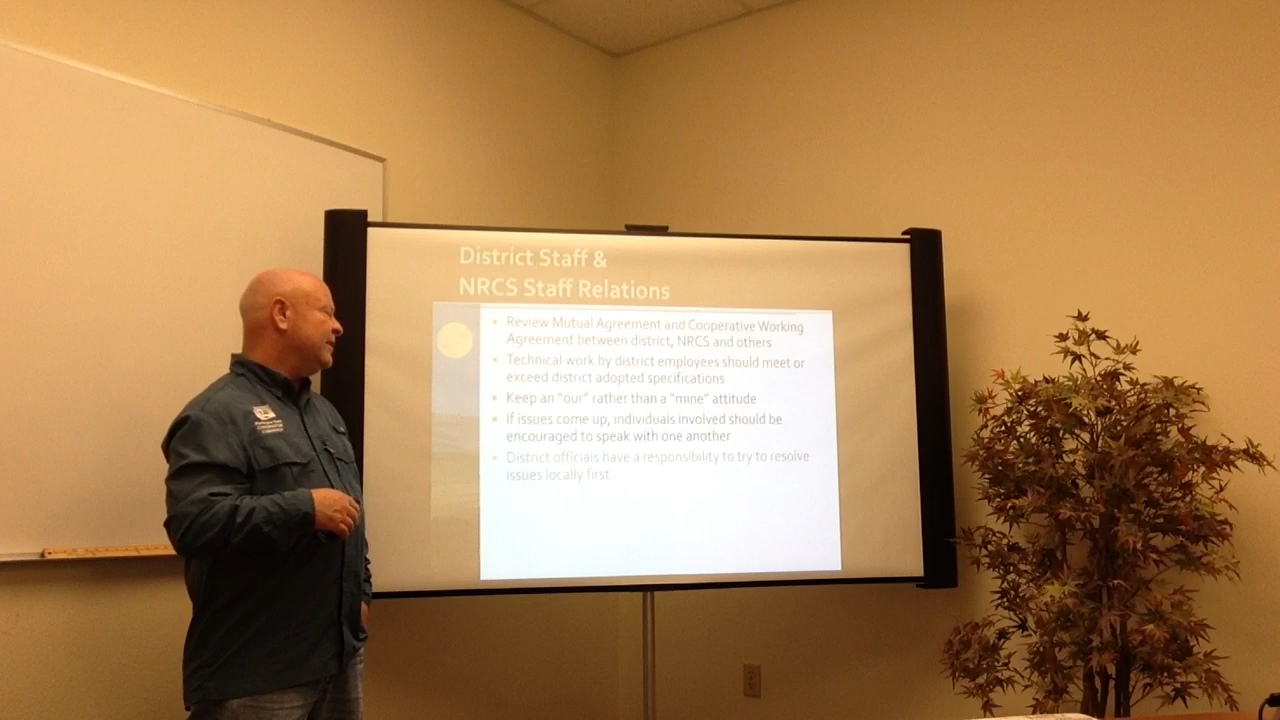 District Staff &
NRCS Staff Relations
Review Mutual Agreement and Cooperative Working
Agreement between district, NRCS and others
Technical work by district employees should meet or
exceed district adopted specifications
Keep an "our" rather than a "mine" attitude
If issues come up, individuals involved should be
encouraged to speak with one another
District officials have a responsibility to try to resolve
issues locally first.